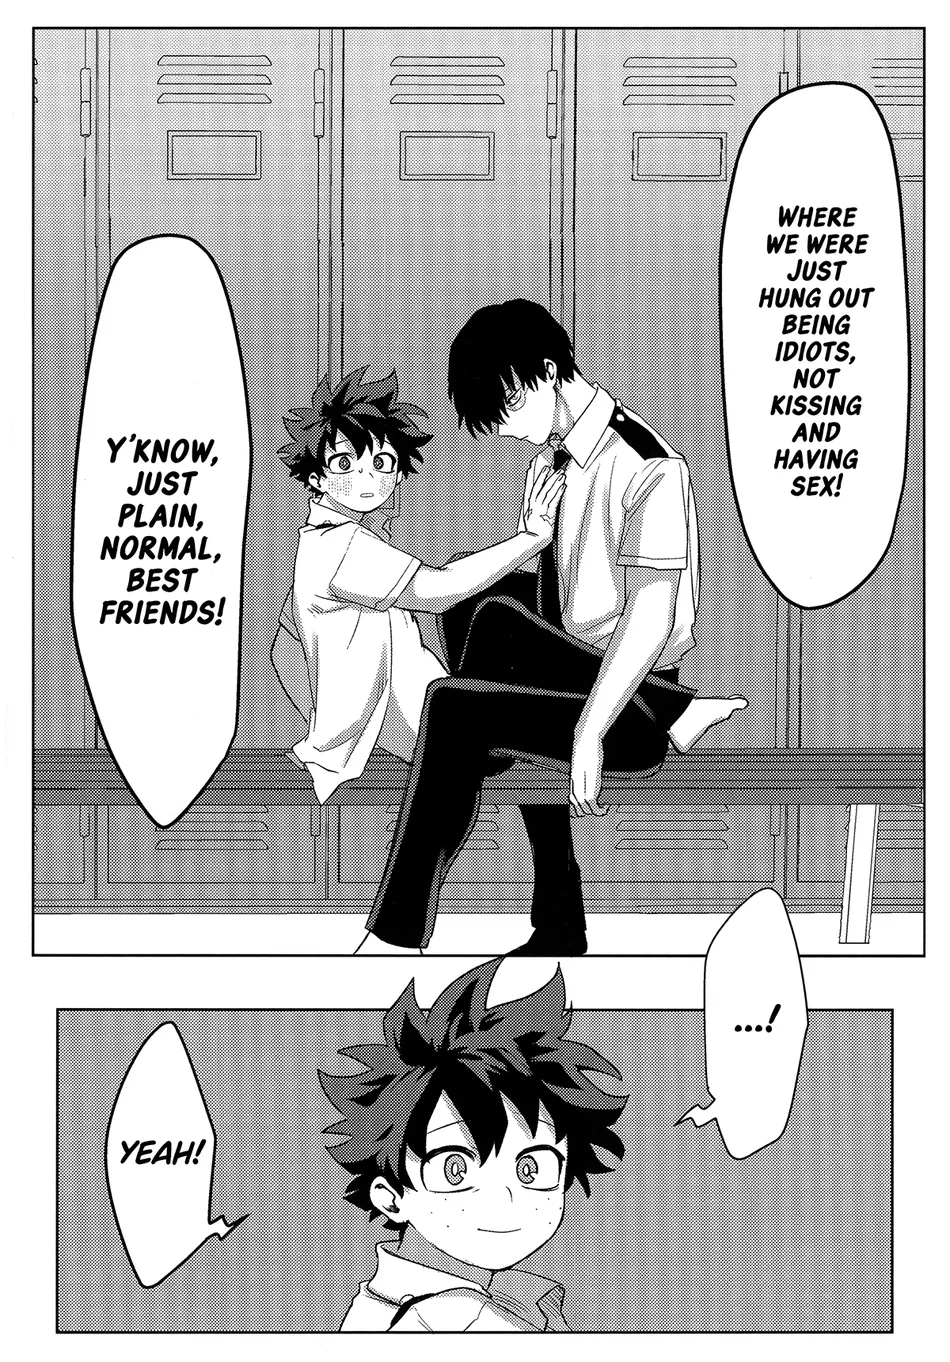 WHERE
WE WERE
JUST
HUNG OUT
BEING
IDIOTS,
NOT
KISSING
AND
HAVING
SEX!
Y'KNOW,
JUST
PLAIN,
NORMAL,
BEST
FRIENDS!
...!
YEAH!